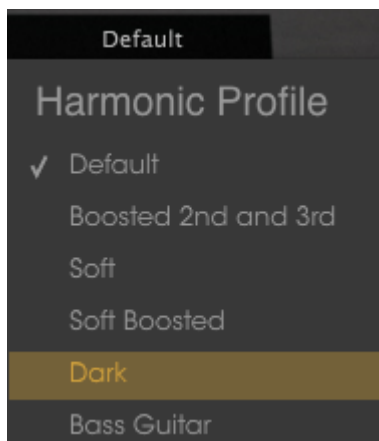 Default
Harmonic Profile
✓ Default
Boosted 2nd and 3rd
Soft
Soft Boosted
Dark
Bass Guitar